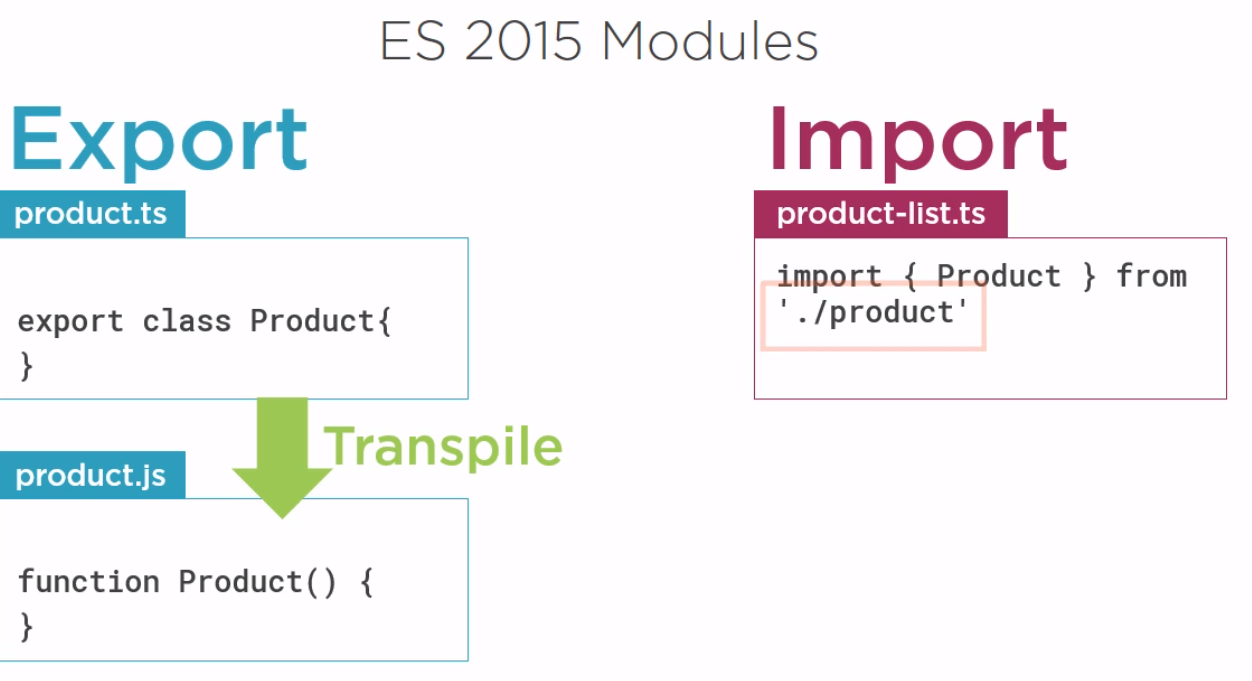 ES 2015 Modules
Export
product.ts
export class Product{
}
Transpile
product.js
function Product() {
}
Import
product-list.ts
import { Product } from
'./product'